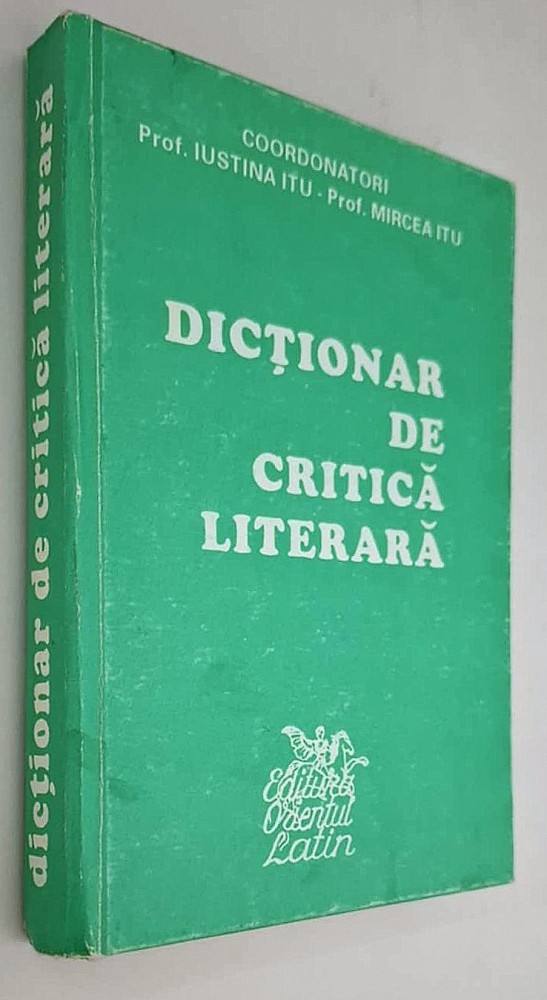 COORDONATORI
Prof. IUSTINA ITU - Prof. MIRCEA ITU
DICȚIONAR
DE
CRITICĂ
LITERARĂ
Editura
Orientul
Latin
dicționar de critică literară